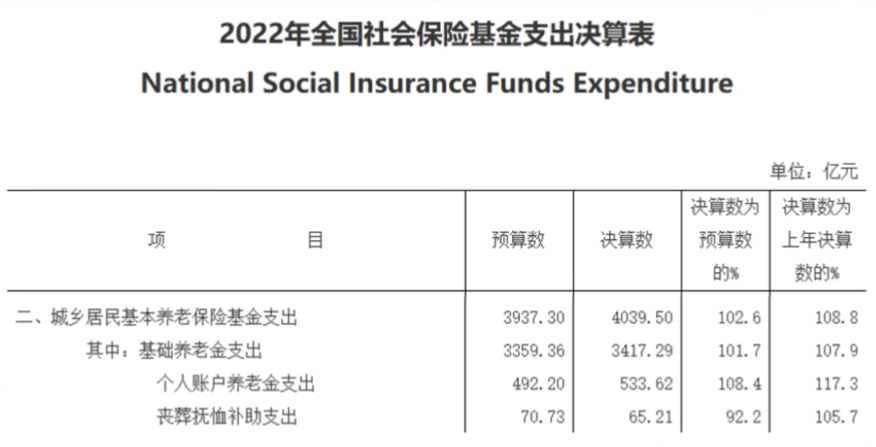 2022年全国社会保险基金支出决算表
National Social Insurance Funds Expenditure
单位：亿元
项 目 预算数 决算数 决算数为预算数的% 决算数为上年决算数的%
二、城乡居民基本养老保险基金支出 3937.30 4039.50 102.6 108.8
其中：基础养老金支出 3359.36 3417.29 101.7 107.9
个人账户养老金支出 492.20 533.62 108.4 117.3
丧葬抚恤补助支出 70.73 65.21 92.2 105.7